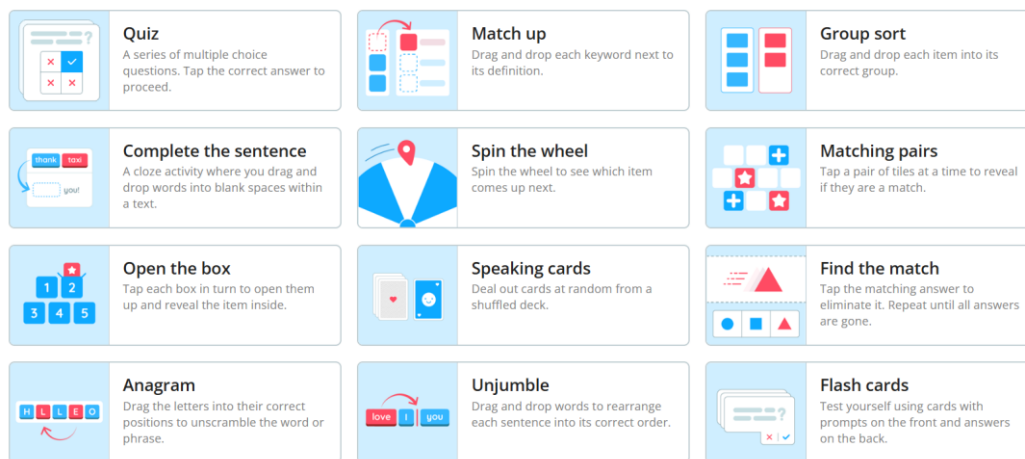 ?
Quiz
A series of multiple choice
questions. Tap the correct answer to
proceed.
Match up
Drag and drop each keyword next to
its definition.
Group sort
Drag and drop each item into its
correct group.
thank taxi
you!
Complete the sentence
A cloze activity where you drag and
drop words into blank spaces within
a text.
Spin the wheel
Spin the wheel to see which item
comes up next.
Matching pairs
Tap a pair of tiles at a time to reveal
if they are a match.
1 2
3 4 5
Open the box
Tap each box in turn to open them
up and reveal the item inside.
Speaking cards
Deal out cards at random from a
shuffled deck.
Find the match
Tap the matching answer to
eliminate it. Repeat until all answers
are gone.
H L L E O
Anagram
Drag the letters into their correct
positions to unscramble the word or
phrase.
love I you
Unjumble
Drag and drop words to rearrange
each sentence into its correct order.
?
Flash cards
Test yourself using cards with
prompts on the front and answers
on the back.